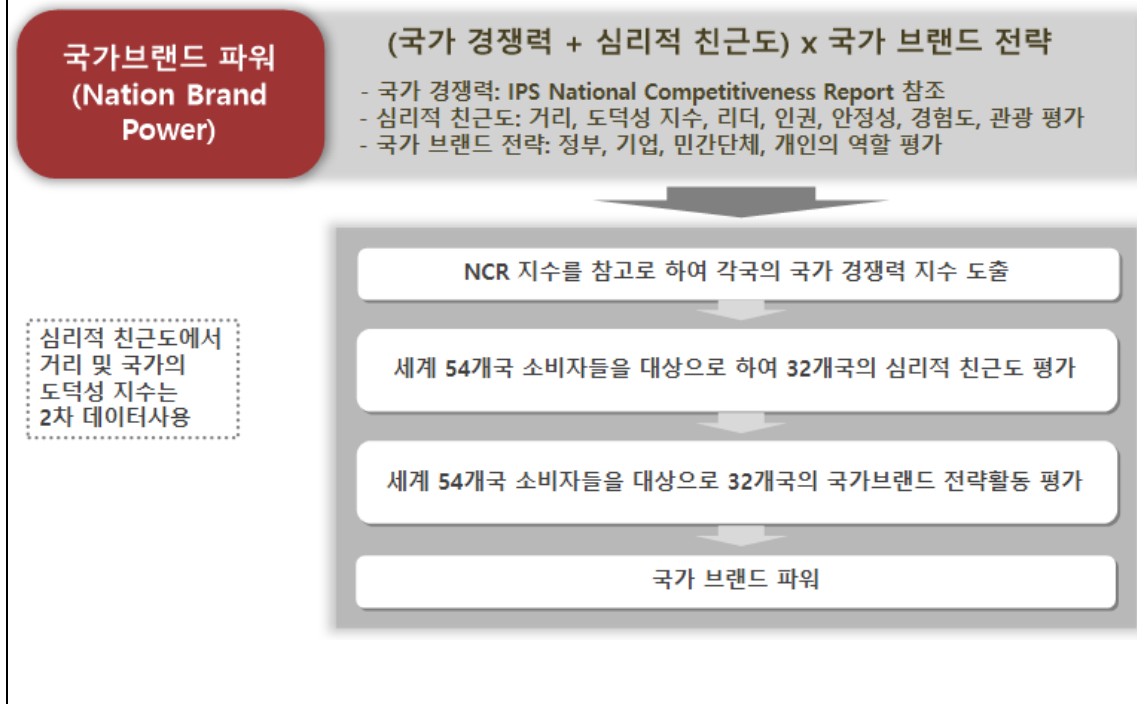 국가브랜드 파워
(Nation Brand
Power)
(국가 경쟁력 + 심리적 친근도) x 국가 브랜드 전략
- 국가 경쟁력: IPS National Competitiveness Report 참조
- 심리적 친근도: 거리, 도덕성 지수, 리더, 인권, 안정성, 경험도, 관광 평가
- 국가 브랜드 전략: 정부, 기업, 민간단체, 개인의 역할 평가
NCR 지수를 참고로 하여 각국의 국가 경쟁력 지수 도출
심리적 친근도에서
거리 및 국가의
도덕성 지수는
2차 데이터사용
세계 54개국 소비자들을 대상으로 하여 32개국의 심리적 친근도 평가
세계 54개국 소비자들을 대상으로 32개국의 국가브랜드 전략활동 평가
국가 브랜드 파워